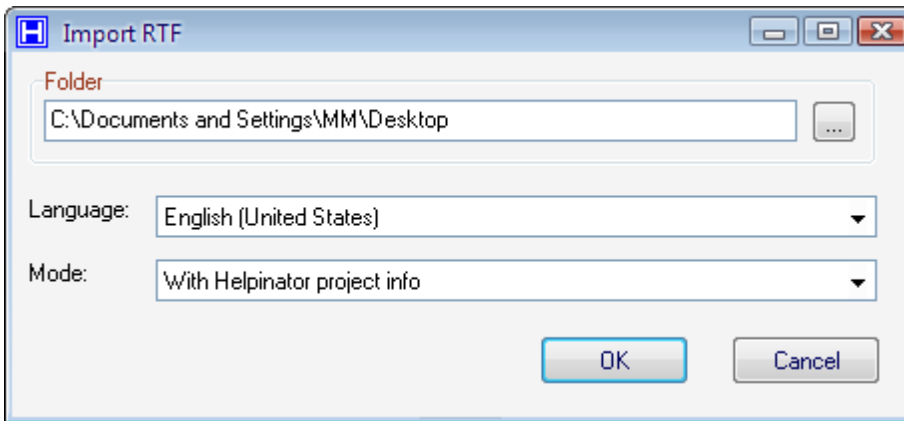 H Import RTF
Folder
C:\Documents and Settings\MM\Desktop
...
Language: English (United States)
Mode: With Helpinator project info
OK Cancel